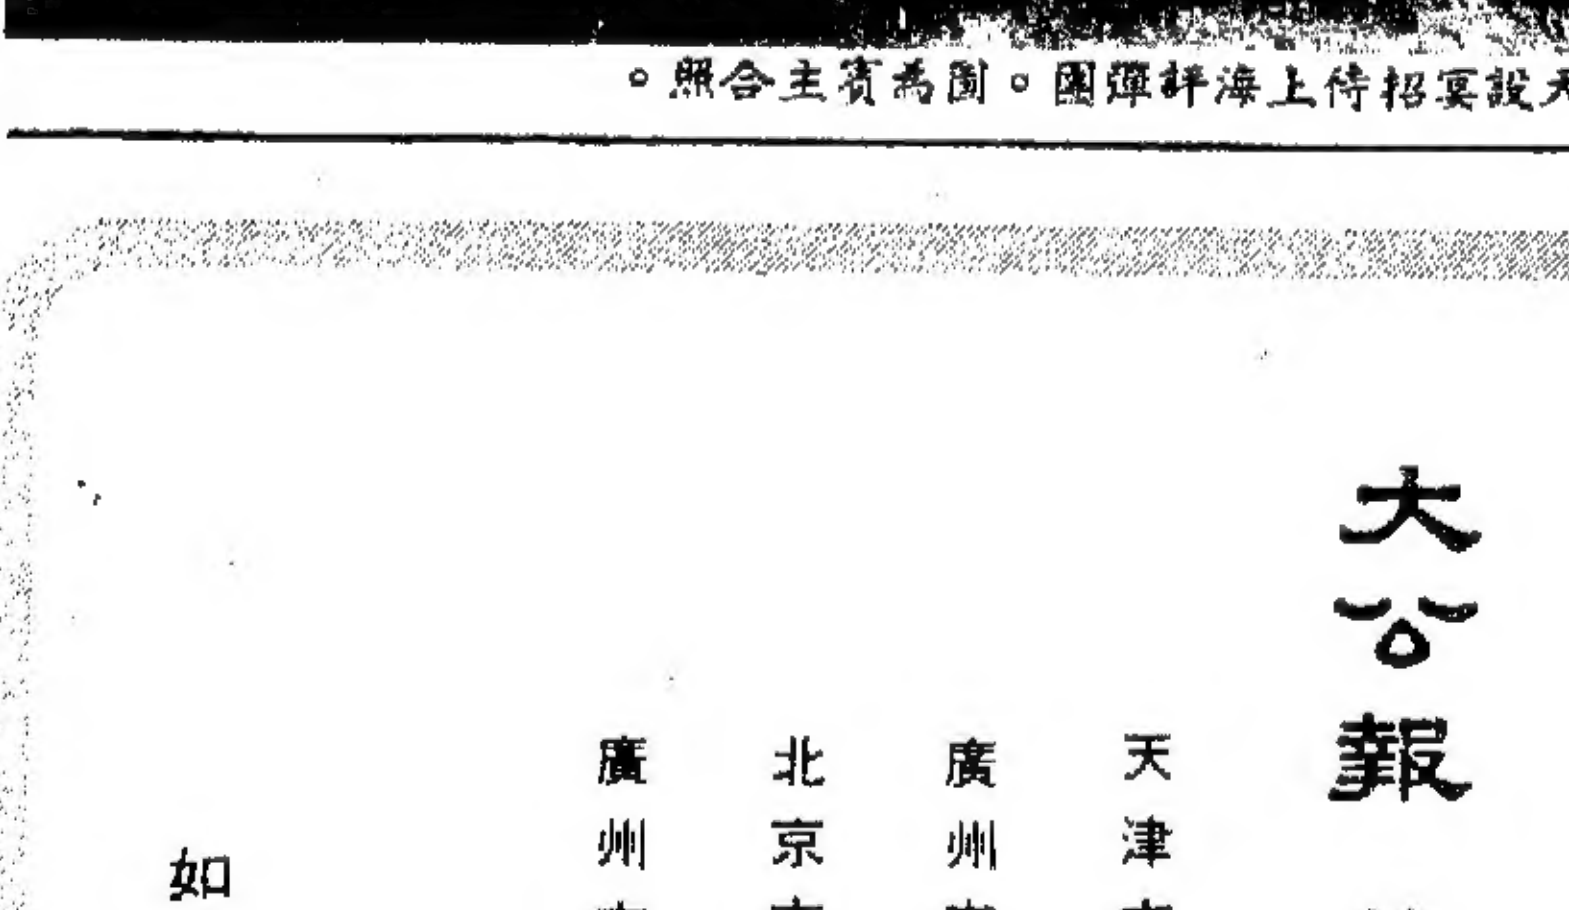 設宴招待上海評彈團。圖為賓主合照。
大公報
天津
廣州
北京
廣州
如